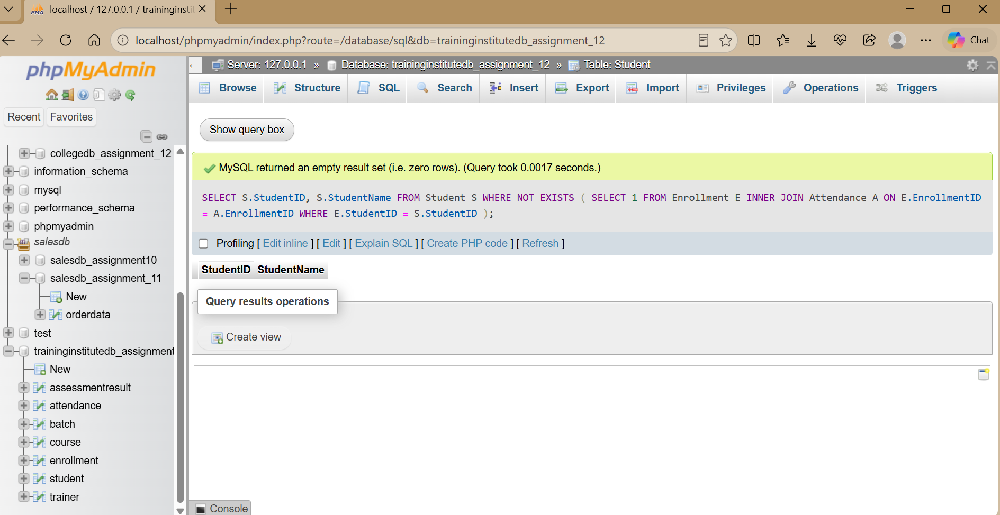 localhost / 127.0.0.1 / traininginstit
localhost/phpmyadmin/index.php?route=/database/sql&db=traininginstitutedb_assignment_12
Chat
phpMyAdmin
Recent
Favorites
collegedb_assignment_12
information_schema
mysql
performance_schema
phpmyadmin
salesdb
salesdb_assignment10
salesdb_assignment_11
New
orderdata
test
traininginstitutedb_assignment
New
assessmentresult
attendance
batch
course
enrollment
student
trainer
Server: 127.0.0.1 » Database: traininginstitutedb_assignment_12 » Table: Student
Browse Structure SQL Search Insert Export Import Privileges Operations Triggers
Show query box
MySQL returned an empty result set (i.e. zero rows). (Query took 0.0017 seconds.)
SELECT S.StudentID, S.StudentName FROM Student S WHERE NOT EXISTS ( SELECT 1 FROM Enrollment E INNER JOIN Attendance A ON E.EnrollmentID
= A.EnrollmentID WHERE E.StudentID = S.StudentID );
Profiling [ Edit inline ] [ Edit ] [ Explain SQL ] [ Create PHP code ] [ Refresh ]
StudentID StudentName
Query results operations
Create view
Console